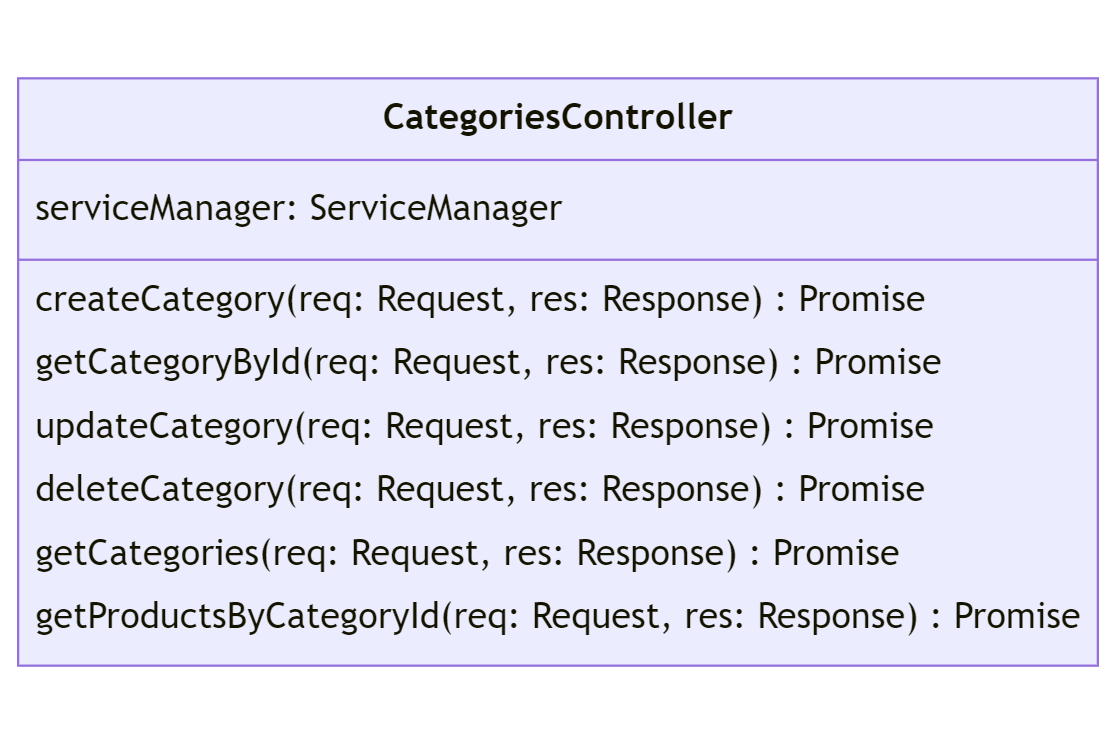 CategoriesController
serviceManager: ServiceManager
createCategory(req: Request, res: Response) : Promise
getCategoryById(req: Request, res: Response) : Promise
updateCategory(req: Request, res: Response) : Promise
deleteCategory(req: Request, res: Response) : Promise
getCategories(req: Request, res: Response) : Promise
getProductsByCategoryId(req: Request, res: Response) : Promise